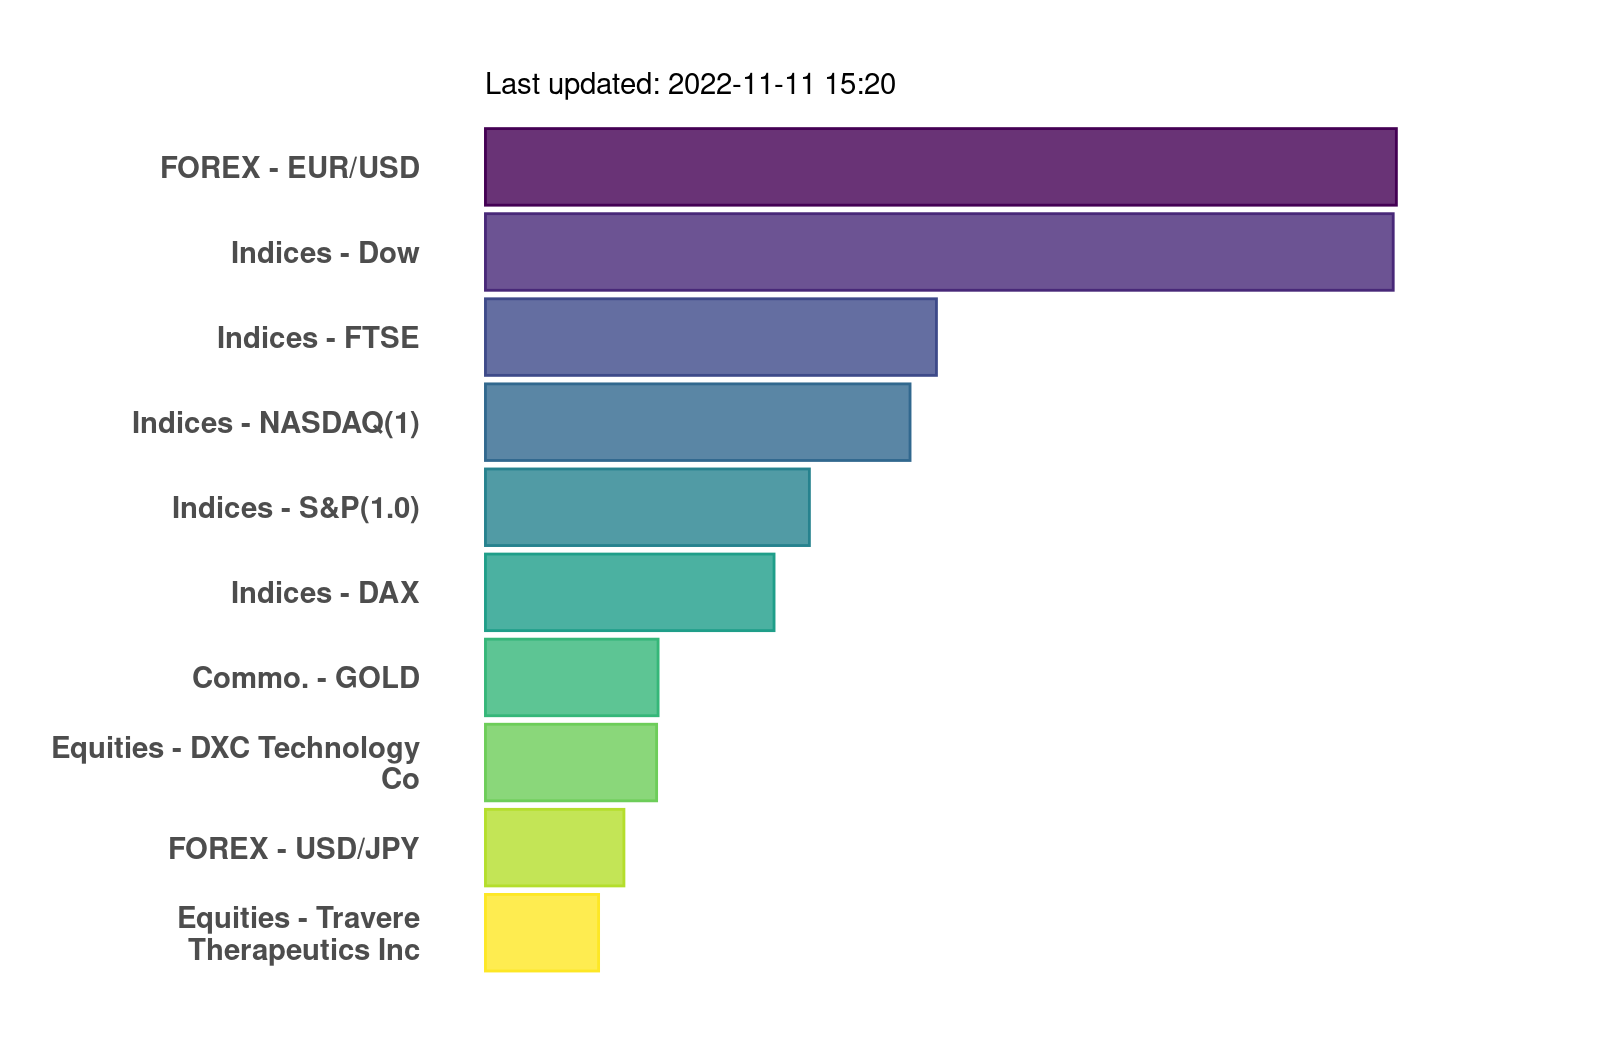 Last updated: 2022-11-11 15:20
FOREX - EUR/USD
Indices - Dow
Indices - FTSE
Indices - NASDAQ(1)
Indices - S&P(1.0)
Indices - DAX
Commo. - GOLD
Equities - DXC Technology
Co
FOREX - USD/JPY
Equities - Travere
Therapeutics Inc